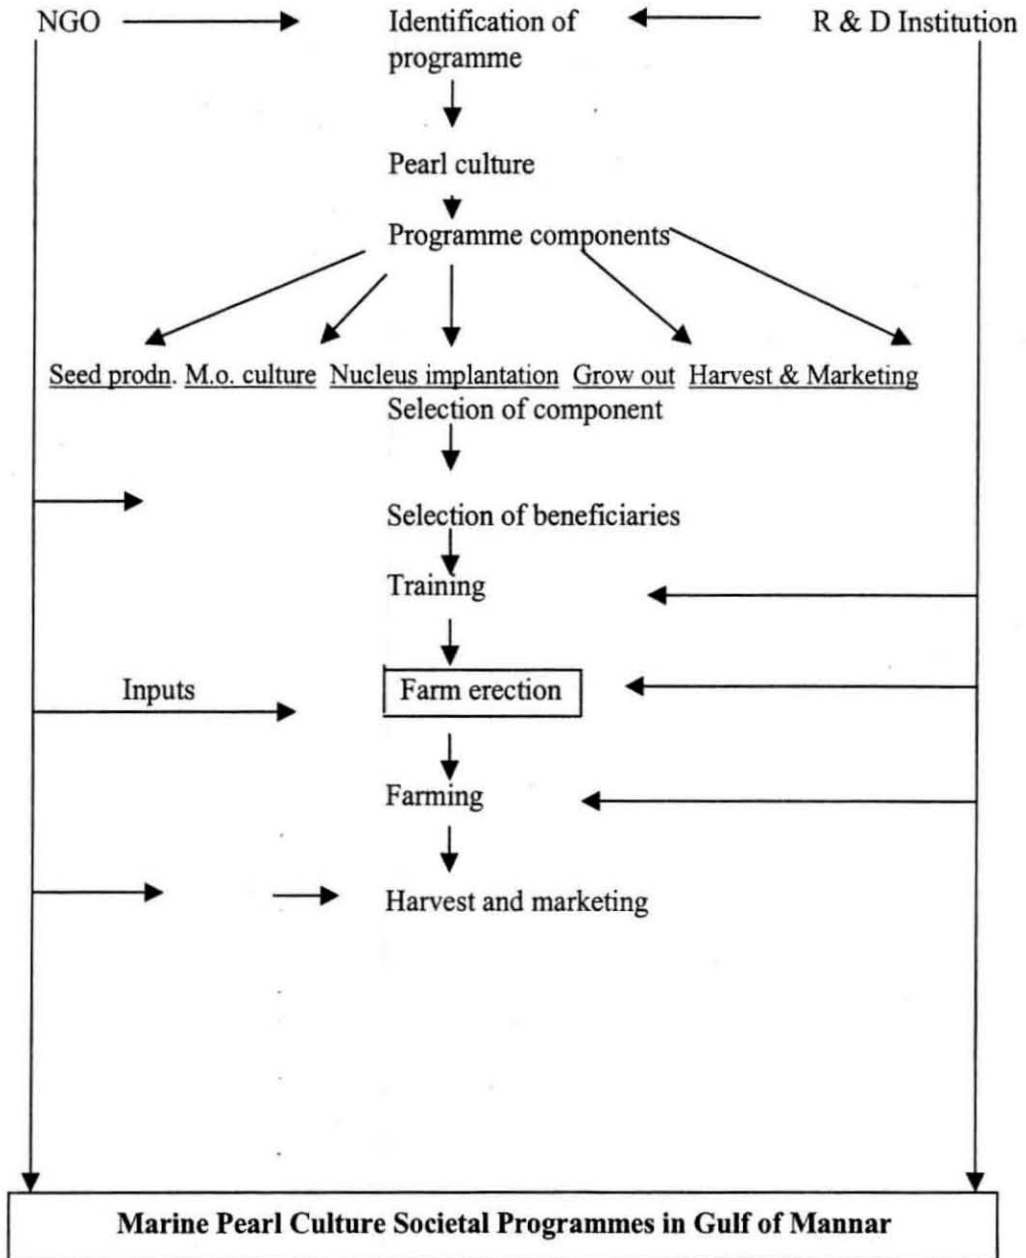 NGO Identification of R & D Institution
programme
Pearl culture
Programme components
Seed prodn. M.o. culture Nucleus implantation Grow out Harvest & Marketing
Selection of component
Selection of beneficiaries
Training
Inputs Farm erection
Farming
Harvest and marketing
Marine Pearl Culture Societal Programmes in Gulf of Mannar